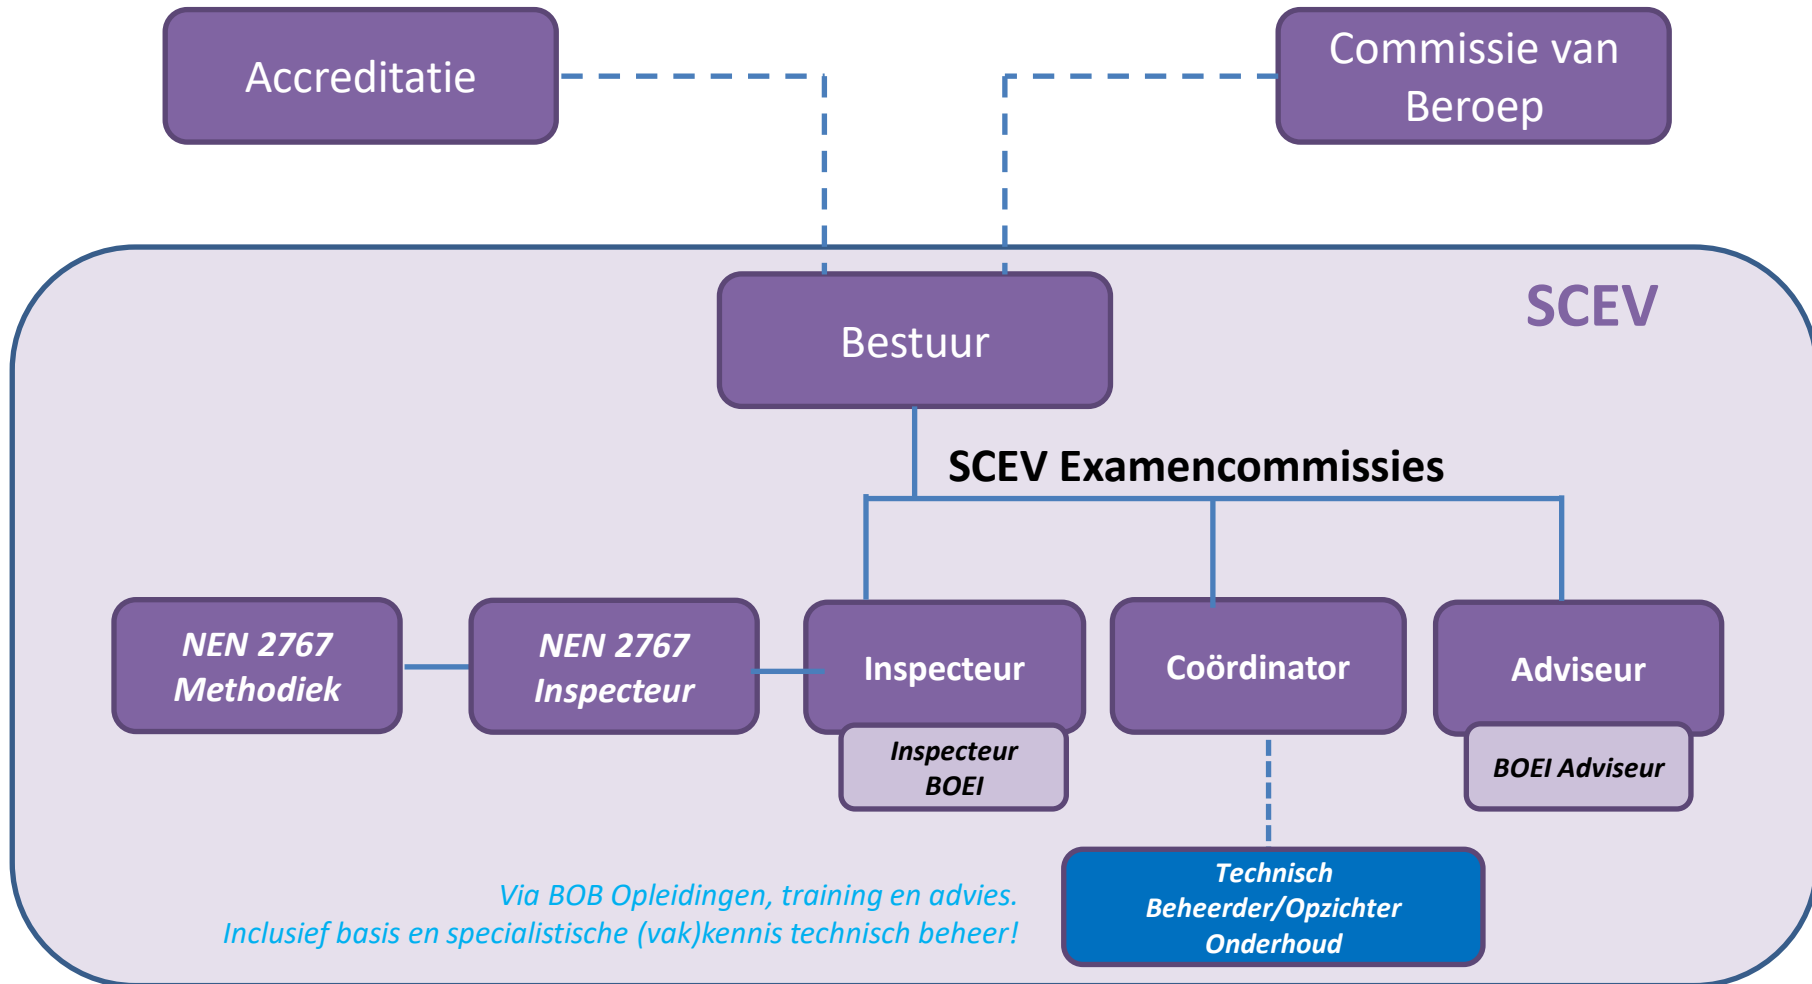 Accreditatie
Commissie van
Beroep
SCEV
Bestuur
SCEV Examencommissies
NEN 2767
Methodiek
NEN 2767
Inspecteur
Inspecteur
Coördinator
Adviseur
Inspecteur
BOEI
BOEI Adviseur
Technisch
Beheerder/Opzichter
Onderhoud
Via BOB Opleidingen, training en advies.
Inclusief basis en specialistische (vak)kennis technisch beheer!